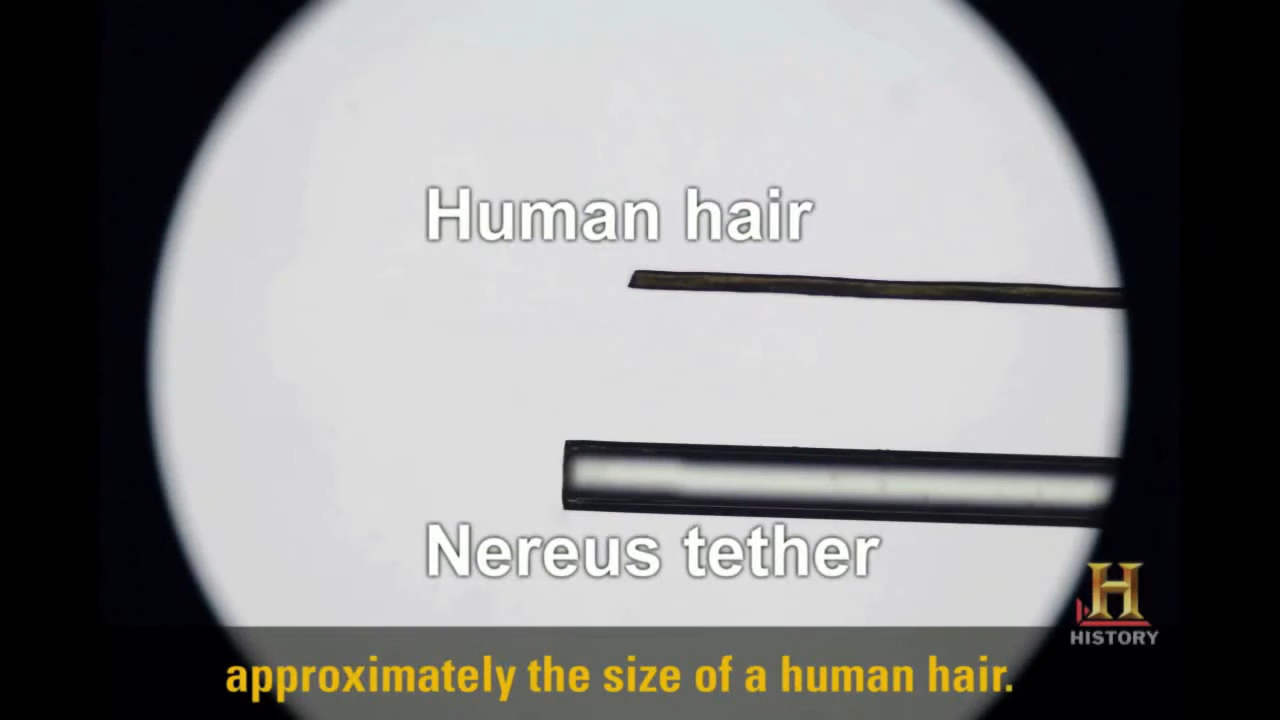 Human hair
Nereus tether
H
HISTORY
approximately the size of a human hair.